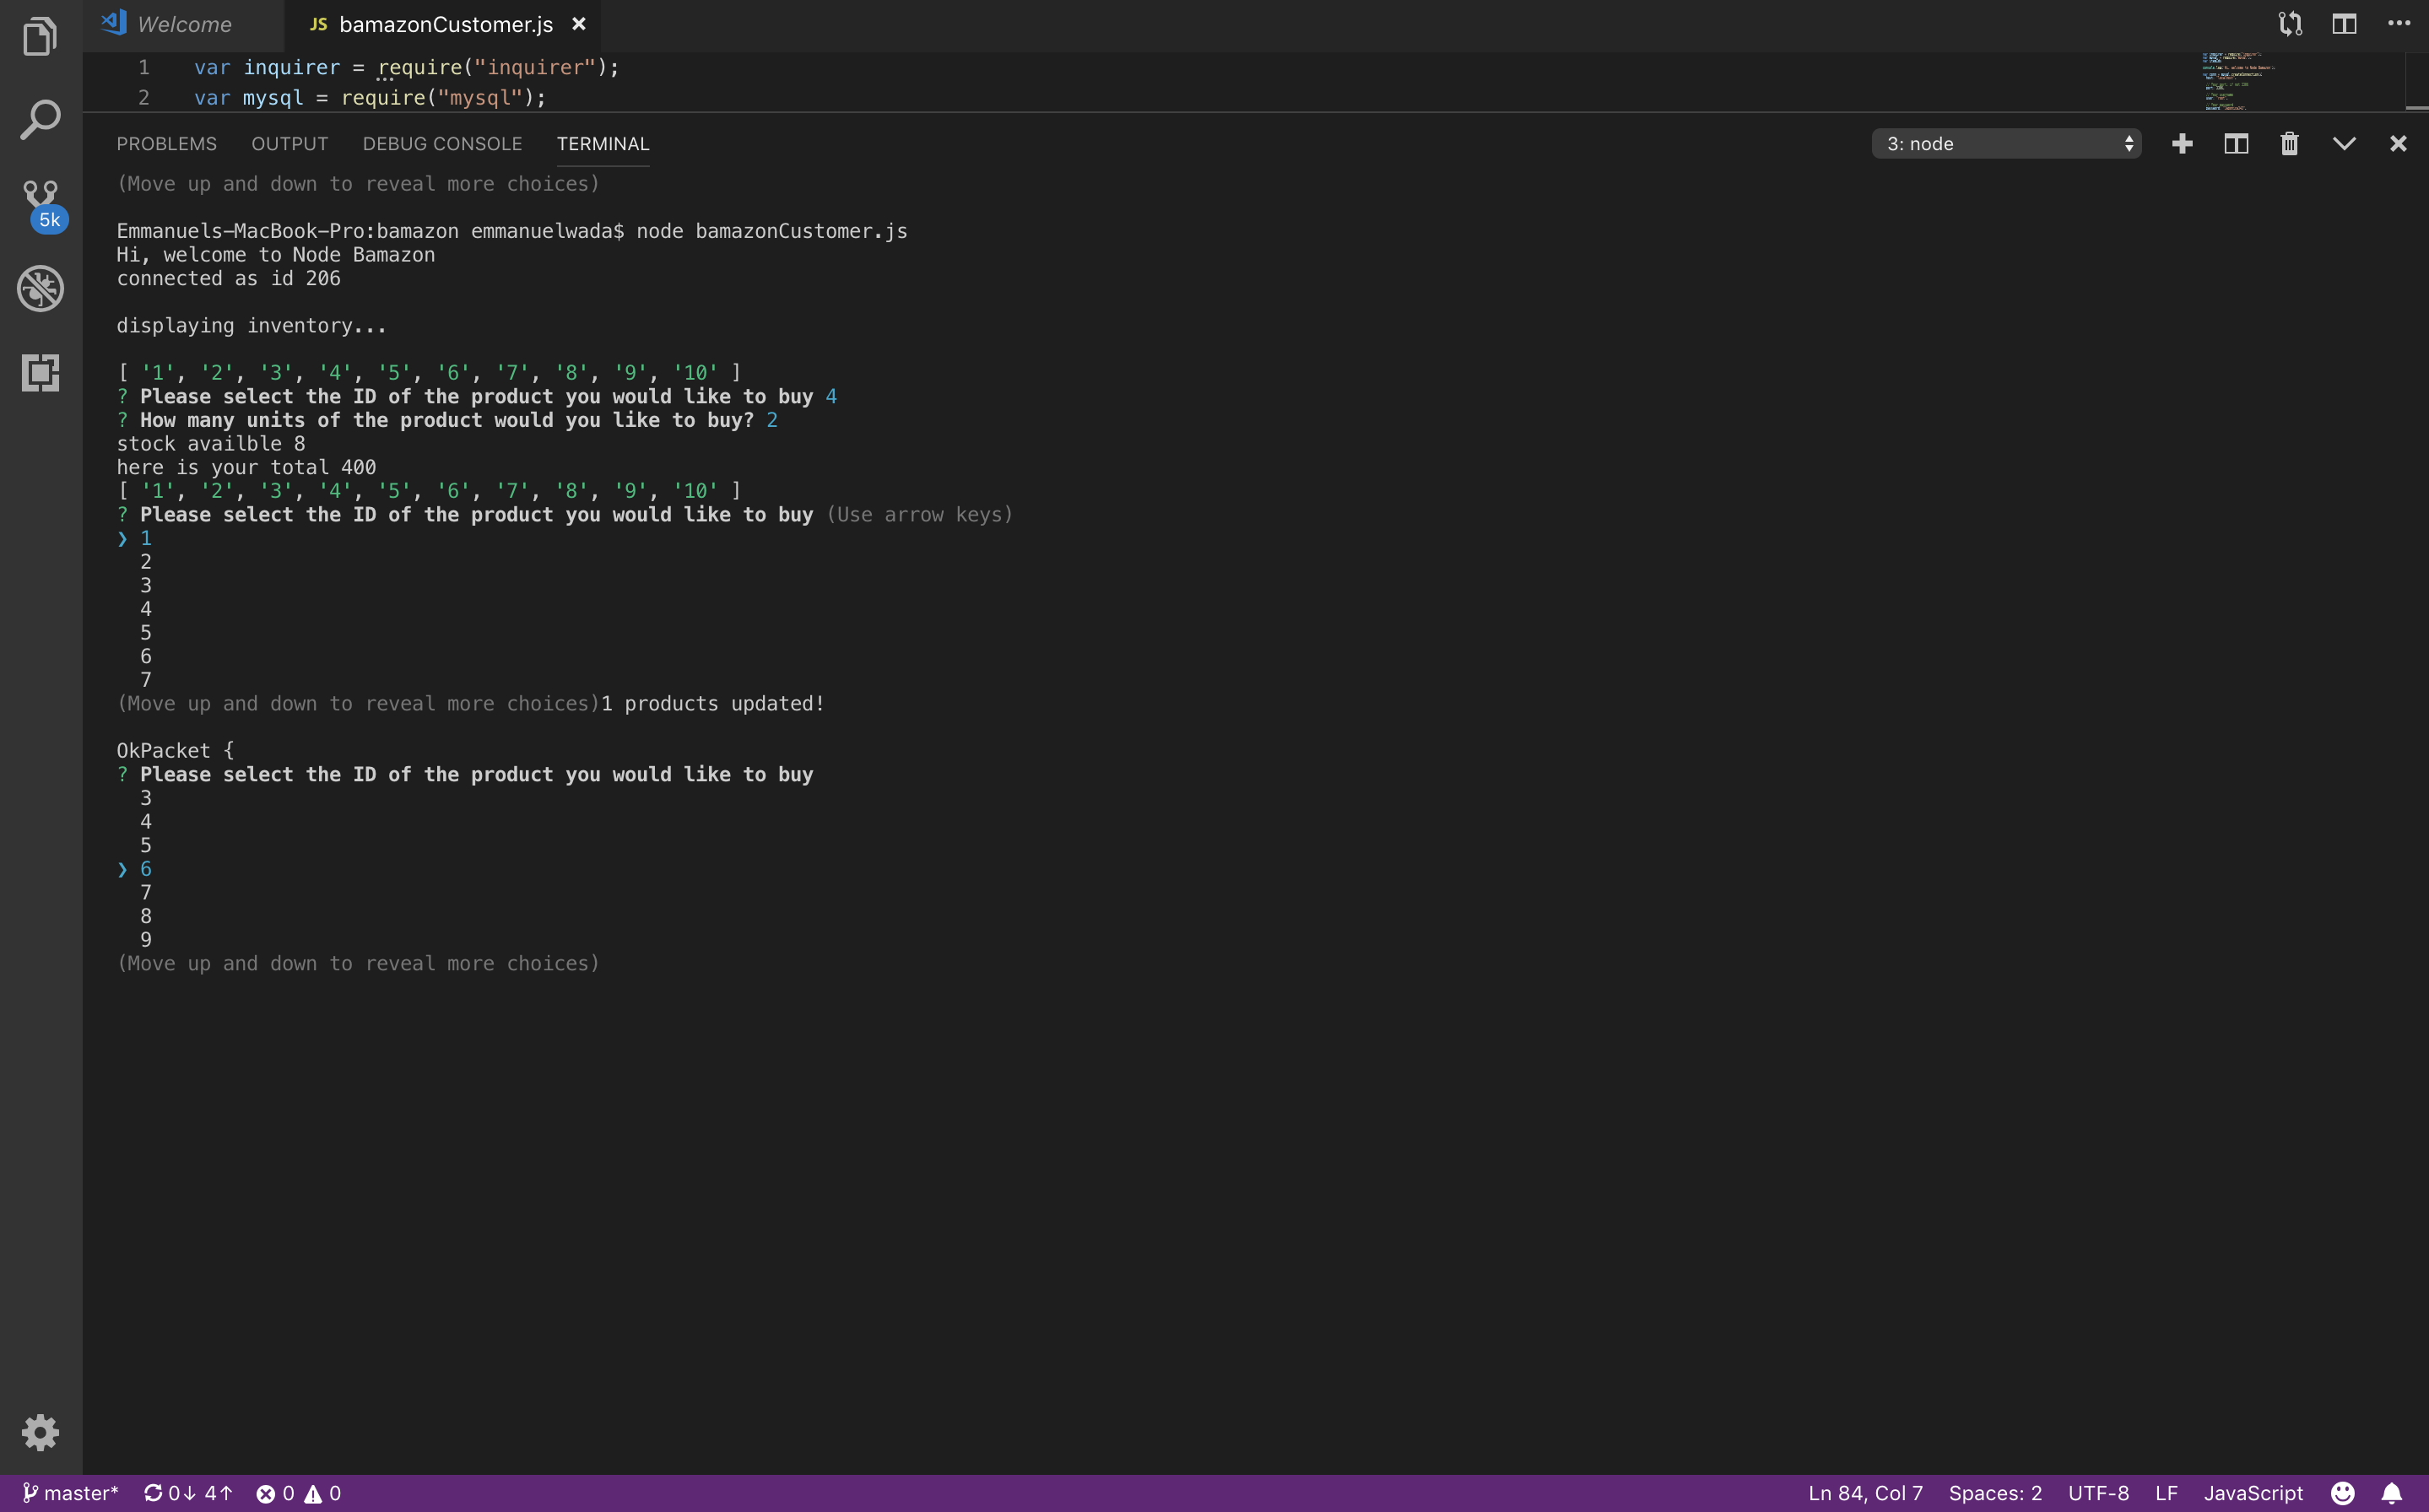 Welcome
JS bamazonCustomer.js
1 var inquirer = require("inquirer");
2 var mysql = require("mysql");
PROBLEMS OUTPUT DEBUG CONSOLE TERMINAL 3: node
(Move up and down to reveal more choices)
5k
Emmanuels-MacBook-Pro:bamazon emmanuelwada$ node bamazonCustomer.js
Hi, welcome to Node Bamazon
connected as id 206
displaying inventory...
[ '1', '2', '3', '4', '5', '6', '7', '8', '9', '10' ]
? Please select the ID of the product you would like to buy 4
? How many units of the product would you like to buy? 2
stock availble 8
here is your total 400
[ '1', '2', '3', '4', '5', '6', '7', '8', '9', '10' ]
? Please select the ID of the product you would like to buy (Use arrow keys)
❯ 1
2
3
4
5
6
7
(Move up and down to reveal more choices)1 products updated!
OkPacket {
? Please select the ID of the product you would like to buy
3
4
5
❯ 6
7
8
9
(Move up and down to reveal more choices)
master* 0↓ 4↑ 0 0 Ln 84, Col 7 Spaces: 2 UTF-8 LF JavaScript